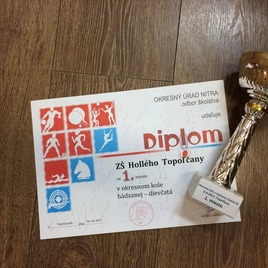 OKRESNÝ ÚRAD NITRA
odbor školstva
udeľuje
Diplom
ZŠ Hollého Topoľčany
za 1. miesto
v okresnom kole
hádzanej - dievčatá
1. miesto